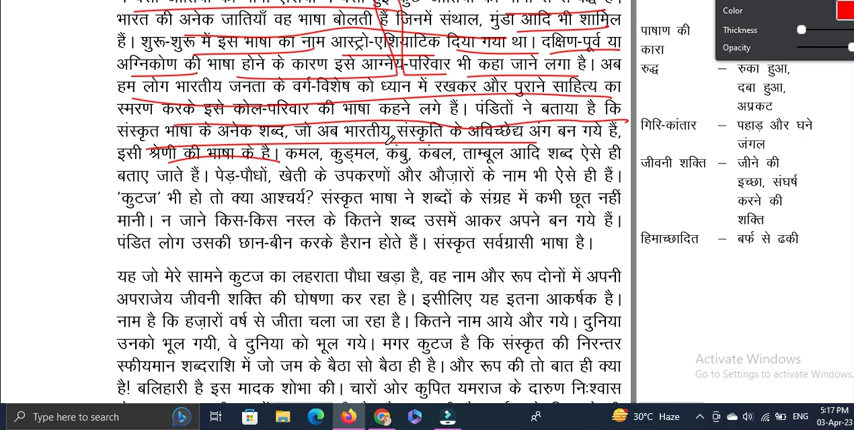 भारत की अनेक जातियाँ वह भाषा बोलती हैं जिनमें संथाल, मुंडा आदि भी शामिल
हैं। शुरू-शुरू में इस भाषा का नाम आस्ट्रो-एशियाटिक दिया गया था। दक्षिण-पूर्व या
अग्निकोण की भाषा होने के कारण इसे आग्नेय-परिवार भी कहा जाने लगा है। अब
हम लोग भारतीय जनता के वर्ग-विशेष को ध्यान में रखकर और पुराने साहित्य का
स्मरण करके इसे कोल-परिवार की भाषा कहने लगे हैं। पंडितों ने बताया है कि
संस्कृत भाषा के अनेक शब्द, जो अब भारतीय संस्कृति के अविच्छेद्य अंग बन गये हैं,
इसी श्रेणी की भाषा के है। कमल, कुड्मल, कंबु, कंबल, ताम्बूल आदि शब्द ऐसे ही
बताए जाते हैं। पेड़-पौधों, खेती के उपकरणों और औज़ारों के नाम भी ऐसे ही हैं।
'कुटज' भी हो तो क्या आश्चर्य? संस्कृत भाषा ने शब्दों के संग्रह में कभी छूत नहीं
मानी। न जाने किस-किस नस्ल के कितने शब्द उसमें आकर अपने बन गये हैं।
पंडित लोग उसकी छान-बीन करके हैरान होते हैं। संस्कृत सर्वग्रासी भाषा है।
यह जो मेरे सामने कुटज का लहराता पौधा खड़ा है, वह नाम और रूप दोनों में अपनी
अपराजेय जीवनी शक्ति की घोषणा कर रहा है। इसीलिए यह इतना आकर्षक है।
नाम है कि हज़ारों वर्ष से जीता चला जा रहा है। कितने नाम आये और गये। दुनिया
उनको भूल गयी, वे दुनिया को भूल गये। मगर कुटज है कि संस्कृत की निरन्तर
स्फीयमान शब्दराशि में जो जम के बैठा सो बैठा ही है। और रूप की तो बात ही क्या
है! बलिहारी है इस मादक शोभा की। चारों ओर कुपित यमराज के दारुण निःश्वास
पाषाण की
कारा
रुद्ध – रुका हुआ,
दबा हुआ,
अप्रकट
गिरि-कांतार – पहाड़ और घने
जंगल
जीवनी शक्ति – जीने की
इच्छा, संघर्ष
करने की
शक्ति
हिमाच्छादित – बर्फ से ढकी
Color
Thickness
Opacity
Activate Windows
Go to Settings to activate Windows.
Type here to search
30°C Haze
ENG
5:17 PM
03-Apr-23